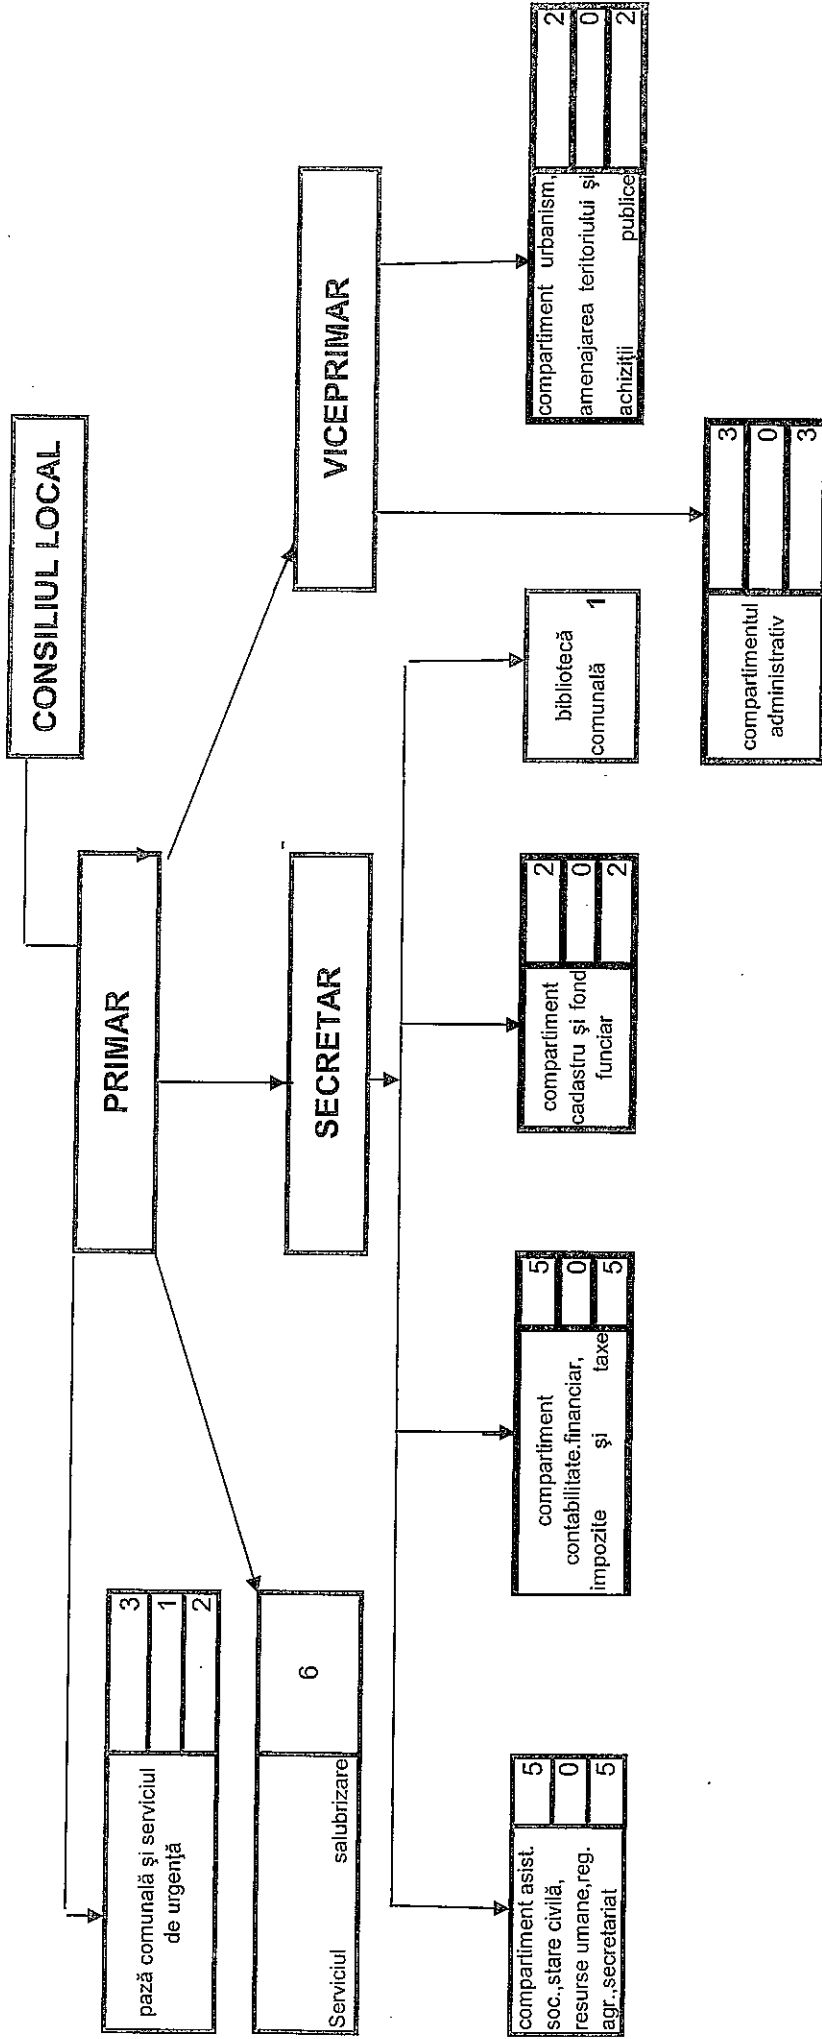 CONSILIUL LOCAL
PRIMAR
VICEPRIMAR
SECRETAR
pază comunală și serviciul
de urgență
3
1
2
Serviciul salubrizare
6
compartiment asist.
soc.,stare civilă,
resurse umane,reg.
agr.,secretariat
5
0
5
compartiment
contabilitate.financiar,
impozite și taxe
5
0
5
compartiment
cadastru și fond
funciar
2
0
2
bibliotecă
comunală 1
compartiment urbanism,
amenajarea teritoriului și
achiziții publice
2
0
2
compartimentul
administrativ
3
0
3